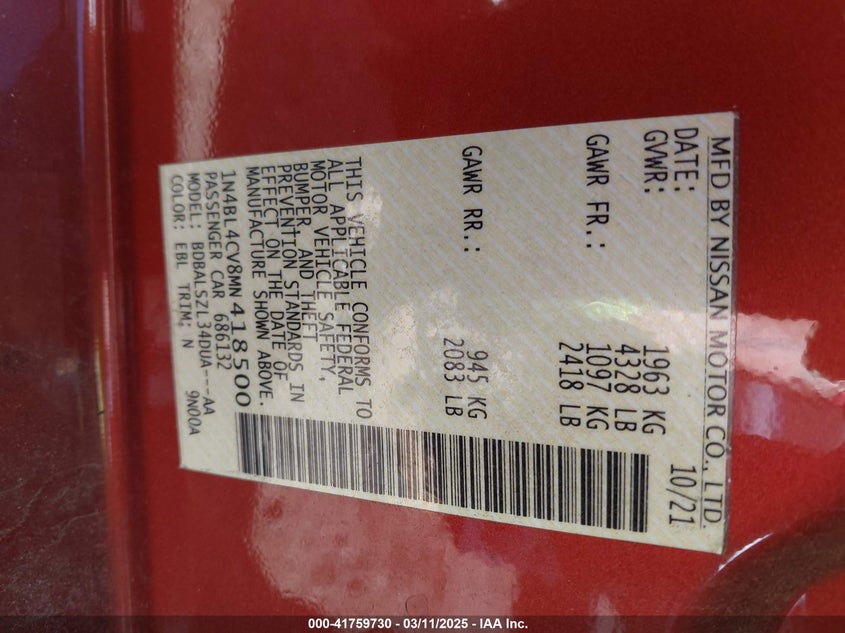 MFD BY NISSAN MOTOR CO., LTD.
DATE: 10/21
GVWR: 1963 KG
4328 LB
GAWR FR.: 1097 KG
2418 LB
GAWR RR.: 945 KG
2083 LB
THIS VEHICLE CONFORMS TO
ALL APPLICABLE FEDERAL
MOTOR VEHICLE SAFETY,
BUMPER, AND THEFT
PREVENTION STANDARDS IN
EFFECT ON THE DATE OF
MANUFACTURE SHOWN ABOVE.
1N4BL4CV8MN418500
PASSENGER CAR 686132
MODEL: BDBALSZL34DUA---AA
COLOR: EBL TRIM: N 9N00A
000-41759730 - 03/11/2025 - IAA Inc.